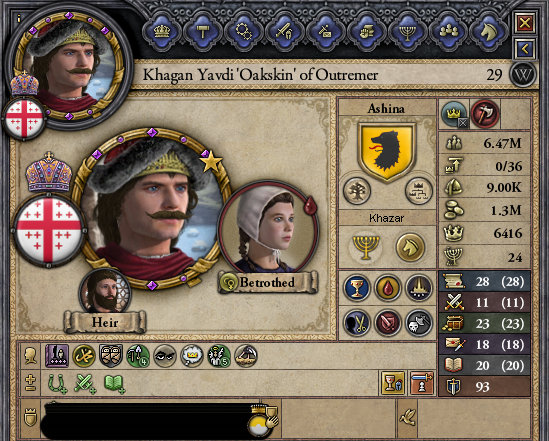 Khagan Yavdi 'Oakskin' of Outremer
29
W
Ashina
Khazar
Betrothed
Heir
6.47M
0/36
9.00K
1.3M
6416
24
28 (28)
11 (11)
23 (23)
18 (18)
20 (20)
93